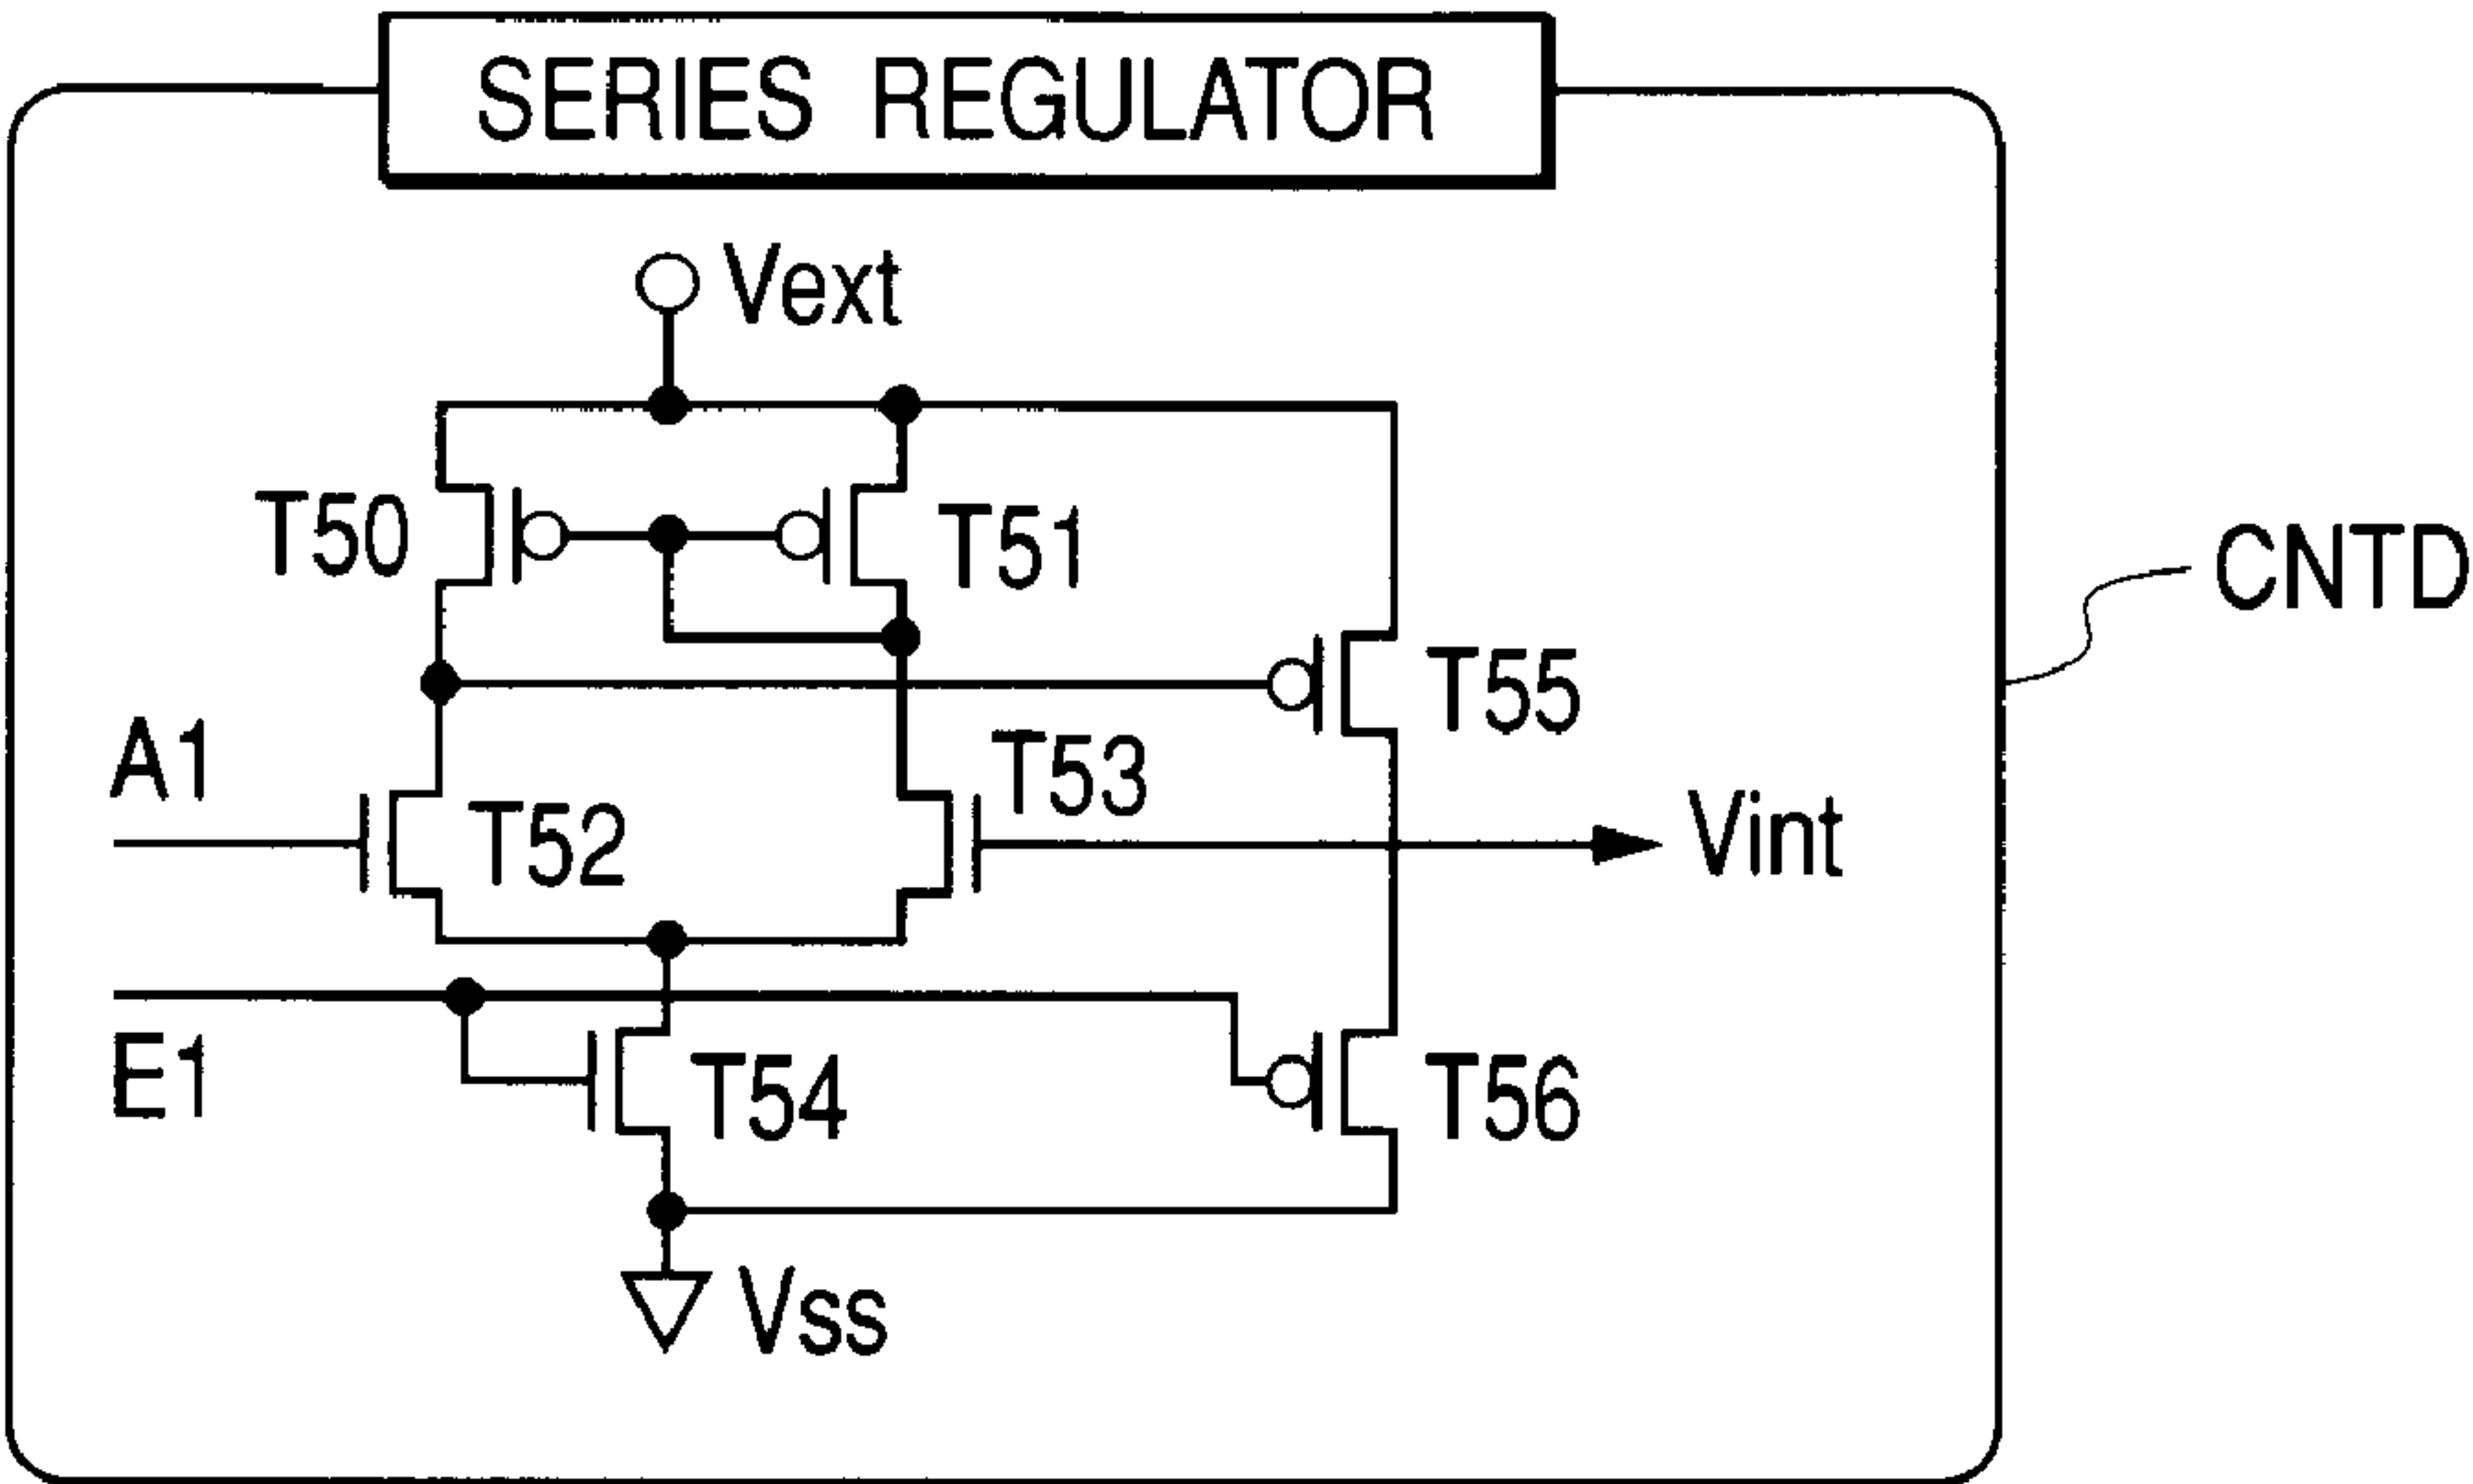 SERIES REGULATOR
Vext
T50
T51
CNTD
T55
A1
T53
T52
Vint
E1
T54
T56
Vss